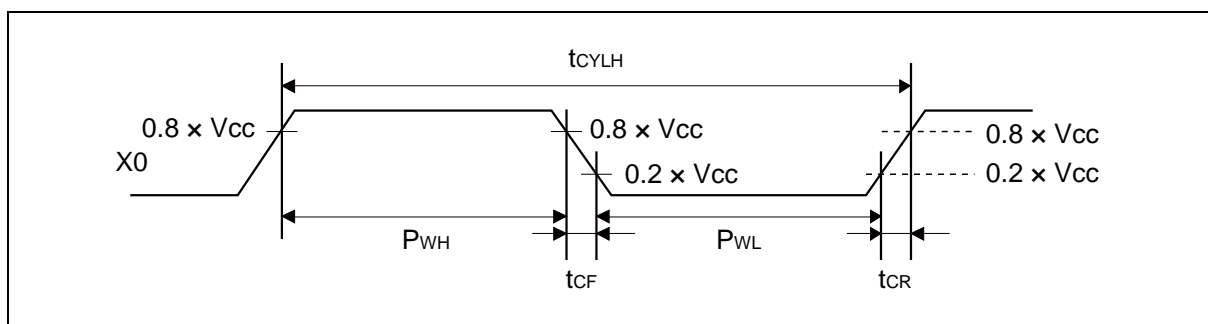 tCYLH
0.8 × Vcc
0.8 × Vcc
0.8 × Vcc
X0
0.2 × Vcc
0.2 × Vcc
PWH
PWL
tCF
tCR